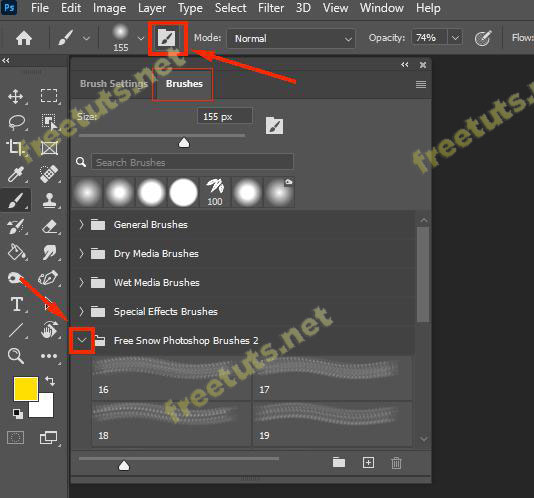 Ps File Edit Image Layer Type Select Filter 3D View
155 Mode: Normal Opacity: 74% Flow:
Brush Settings Brushes
Size: 155 px
Search Brushes
100
General Brushes
Dry Media Brushes
Wet Media Brushes
Special Effects Brushes
Free Snow Photoshop Brushes 2
16 17
18 19
freetuts.net
freetuts.net
freetuts.net
freetuts.net